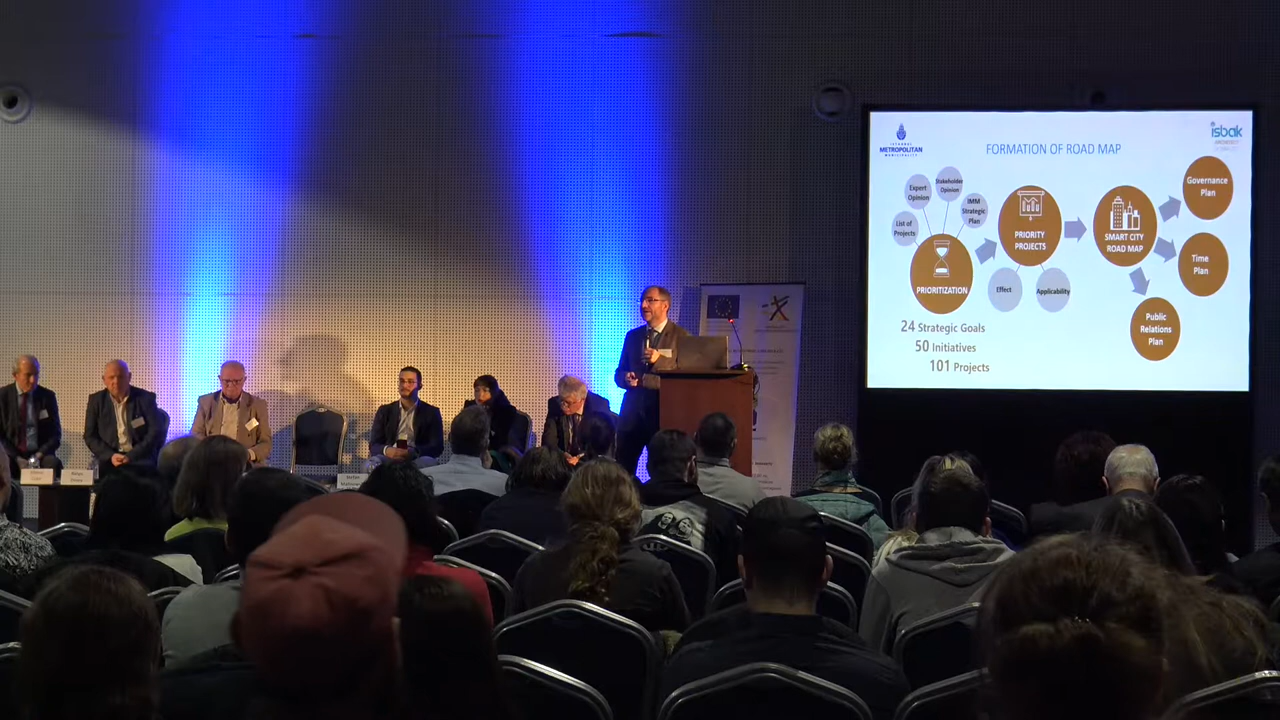 ISTANBUL
METROPOLITAN
MUNICIPALITY
isbak
FORMATION OF ROAD MAP
Expert
Opinion
Stakeholder
Opinion
IMM
Strategic
Plan
List of
Projects
PRIORITIZATION
PRIORITY
PROJECTS
Effect
Applicability
SMART CITY
ROAD MAP
Governance
Plan
Time
Plan
Public
Relations
Plan
24 Strategic Goals
50 Initiatives
101 Projects